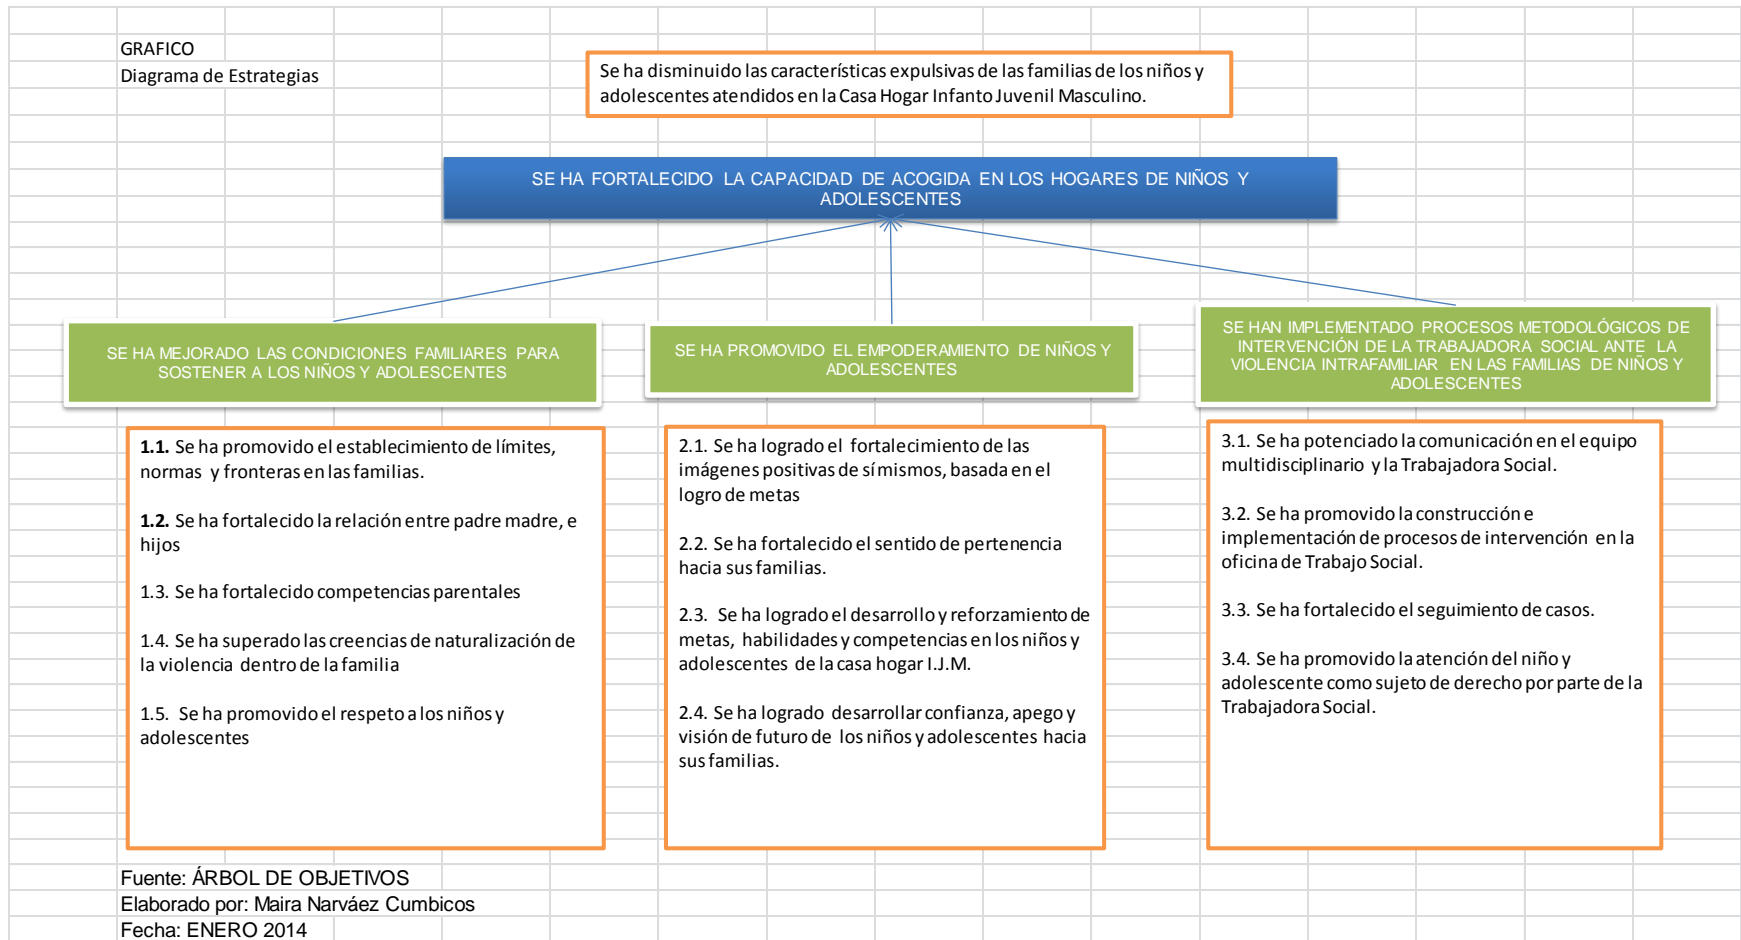 GRAFICO
Diagrama de Estrategias
Se ha disminuido las características expulsivas de las familias de los niños y
adolescentes atendidos en la Casa Hogar Infanto Juvenil Masculino.
SE HA FORTALECIDO LA CAPACIDAD DE ACOGIDA EN LOS HOGARES DE NIÑOS Y
ADOLESCENTES
SE HA MEJORADO LAS CONDICIONES FAMILIARES PARA
SOSTENER A LOS NIÑOS Y ADOLESCENTES
SE HA PROMOVIDO EL EMPODERAMIENTO DE NIÑOS Y
ADOLESCENTES
SE HAN IMPLEMENTADO PROCESOS METODOLÓGICOS DE
INTERVENCIÓN DE LA TRABAJADORA SOCIAL ANTE LA
VIOLENCIA INTRAFAMILIAR EN LAS FAMILIAS DE NIÑOS Y
ADOLESCENTES
1.1. Se ha promovido el establecimiento de límites,
normas y fronteras en las familias.
1.2. Se ha fortalecido la relación entre padre madre, e
hijos
1.3. Se ha fortalecido competencias parentales
1.4. Se ha superado las creencias de naturalización de
la violencia dentro de la familia
1.5. Se ha promovido el respeto a los niños y
adolescentes
2.1. Se ha logrado el fortalecimiento de las
imágenes positivas de sí mismos, basada en el
logro de metas
2.2. Se ha fortalecido el sentido de pertenencia
hacia sus familias.
2.3. Se ha logrado el desarrollo y reforzamiento de
metas, habilidades y competencias en los niños y
adolescentes de la casa hogar I.J.M.
2.4. Se ha logrado desarrollar confianza, apego y
visión de futuro de los niños y adolescentes hacia
sus familias.
3.1. Se ha potenciado la comunicación en el equipo
multidisciplinario y la Trabajadora Social.
3.2. Se ha promovido la construcción e
implementación de procesos de intervención en la
oficina de Trabajo Social.
3.3. Se ha fortalecido el seguimiento de casos.
3.4. Se ha promovido la atención del niño y
adolescente como sujeto de derecho por parte de la
Trabajadora Social.
Fuente: ÁRBOL DE OBJETIVOS
Elaborado por: Maira Narváez Cumbicos
Fecha: ENERO 2014